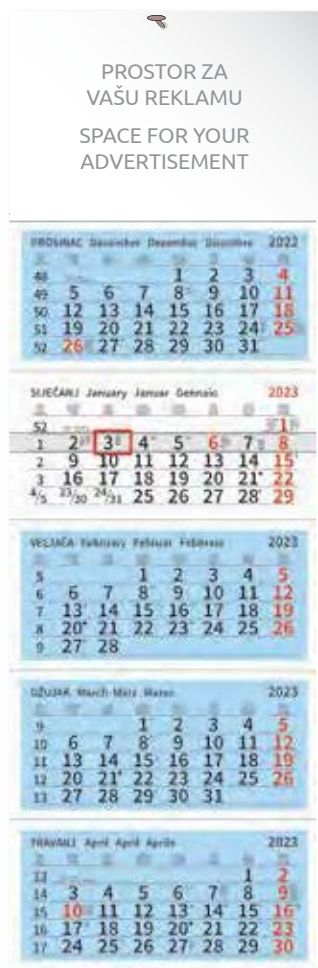 PROSTOR ZA
VAŠU REKLAMU
SPACE FOR YOUR
ADVERTISEMENT
PROSINAC December Dezember Dicembre 2022
48 1 2 3 4
49 5 6 7 8 9 10 11
50 12 13 14 15 16 17 18
51 19 20 21 22 23 24 25
52 26 27 28 29 30 31
SIJEČANJ January Januar Gennaio 2023
52 1
1 2 3 4 5 6 7 8
2 9 10 11 12 13 14 15
3 16 17 18 19 20 21 22
4/5 23/30 24/31 25 26 27 28 29
VELJAČA February Februar Febbraio 2023
5 1 2 3 4 5
6 6 7 8 9 10 11 12
7 13 14 15 16 17 18 19
8 20 21 22 23 24 25 26
9 27 28
OŽUJAK March März Marzo 2023
9 1 2 3 4 5
10 6 7 8 9 10 11 12
11 13 14 15 16 17 18 19
12 20 21 22 23 24 25 26
13 27 28 29 30 31
TRAVANJ April April Aprile 2023
13 1 2
14 3 4 5 6 7 8 9
15 10 11 12 13 14 15 16
16 17 18 19 20 21 22 23
17 24 25 26 27 28 29 30